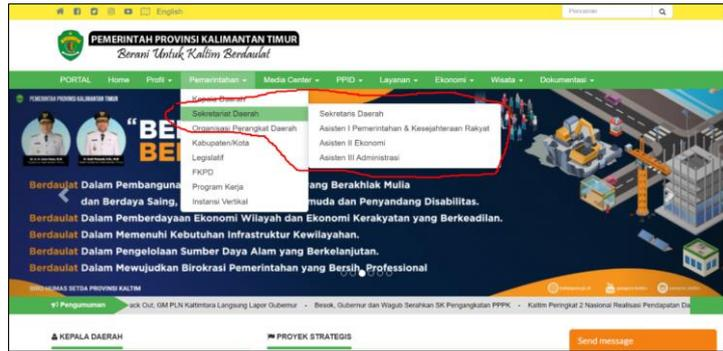 English
Pencarian
PEMERINTAH PROVINSI KALIMANTAN TIMUR
Berani Untuk Kaltim Berdaulat
PORTAL Home Profil Pemerintahan Media Center PPID Layanan Ekonomi Wisata Dokumentasi
PEMERINTAH PROVINSI KALIMANTAN TIMUR
Kepala Daerah
Sekretariat Daerah
Organisasi Perangkat Daerah
Kabupaten/Kota
Legislatif
FKPD
Program Kerja
Instansi Vertikal
Sekretaris Daerah
Asisten I Pemerintahan & Kesejahteraan Rakyat
Asisten II Ekonomi
Asisten III Administrasi
“BE
BE
Berdaulat Dalam Pembanguna ang Berakhlak Mulia
dan Berdaya Saing, muda dan Penyandang Disabilitas.
Berdaulat Dalam Pemberdayaan Ekonomi Wilayah dan Ekonomi Kerakyatan yang Berkeadilan.
Berdaulat Dalam Memenuhi Kebutuhan Infrastruktur Kewilayahan.
Berdaulat Dalam Pengelolaan Sumber Daya Alam yang Berkelanjutan.
Berdaulat Dalam Mewujudkan Birokrasi Pemerintahan yang Bersih, Professional
BIRO HUMAS SETDA PROVINSI KALTIM
Pengumuman ack Out, GM PLN Kaltimtara Langsung Lapor Gubernur - Besok, Gubernur dan Wagub Serahkan SK Pengangkatan PPPK - Kaltim Peringkat 2 Nasional Realisasi Pendapatan Da
KEPALA DAERAH
PROYEK STRATEGIS
Send message